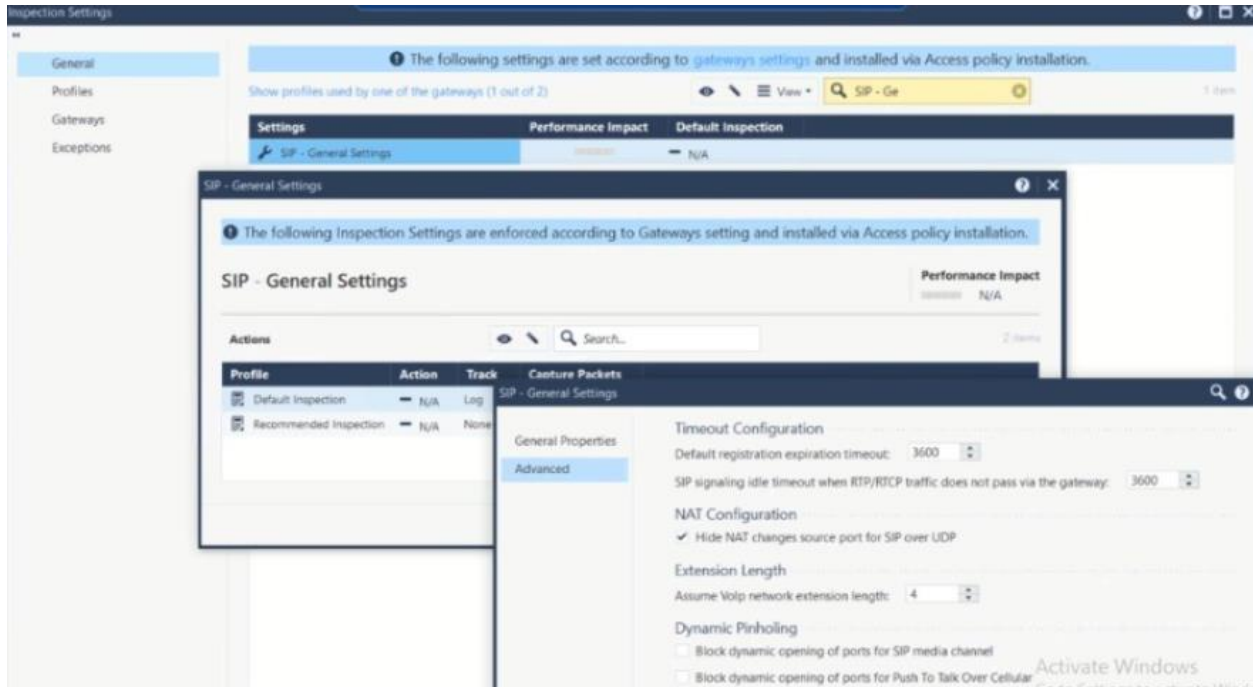 Inspection Settings
General
Profiles
Gateways
Exceptions
The following settings are set according to gateways settings and installed via Access policy installation.
Show profiles used by one of the gateways (1 out of 2)
View
SIP - Ge
1 item
Settings Performance Impact Default Inspection
SIP - General Settings N/A
SIP - General Settings
The following Inspection Settings are enforced according to Gateways setting and installed via Access policy installation.
SIP - General Settings
Performance Impact
N/A
Actions
Search...
2 items
Profile Action Track Capture Packets
Default Inspection N/A Log
Recommended Inspection N/A None
SIP - General Settings
General Properties
Advanced
Timeout Configuration
Default registration expiration timeout: 3600
SIP signaling idle timeout when RTP/RTCP traffic does not pass via the gateway: 3600
NAT Configuration
Hide NAT changes source port for SIP over UDP
Extension Length
Assume VoIp network extension length: 4
Dynamic Pinholing
Block dynamic opening of ports for SIP media channel
Block dynamic opening of ports for Push To Talk Over Cellular
Activate Windows